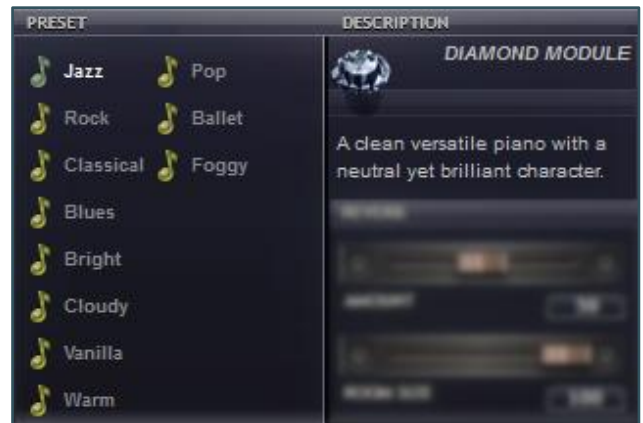 PRESET
DESCRIPTION
Jazz
Pop
Rock
Ballet
Classical
Foggy
Blues
Bright
Cloudy
Vanilla
Warm
DIAMOND MODULE
A clean versatile piano with a
neutral yet brilliant character.